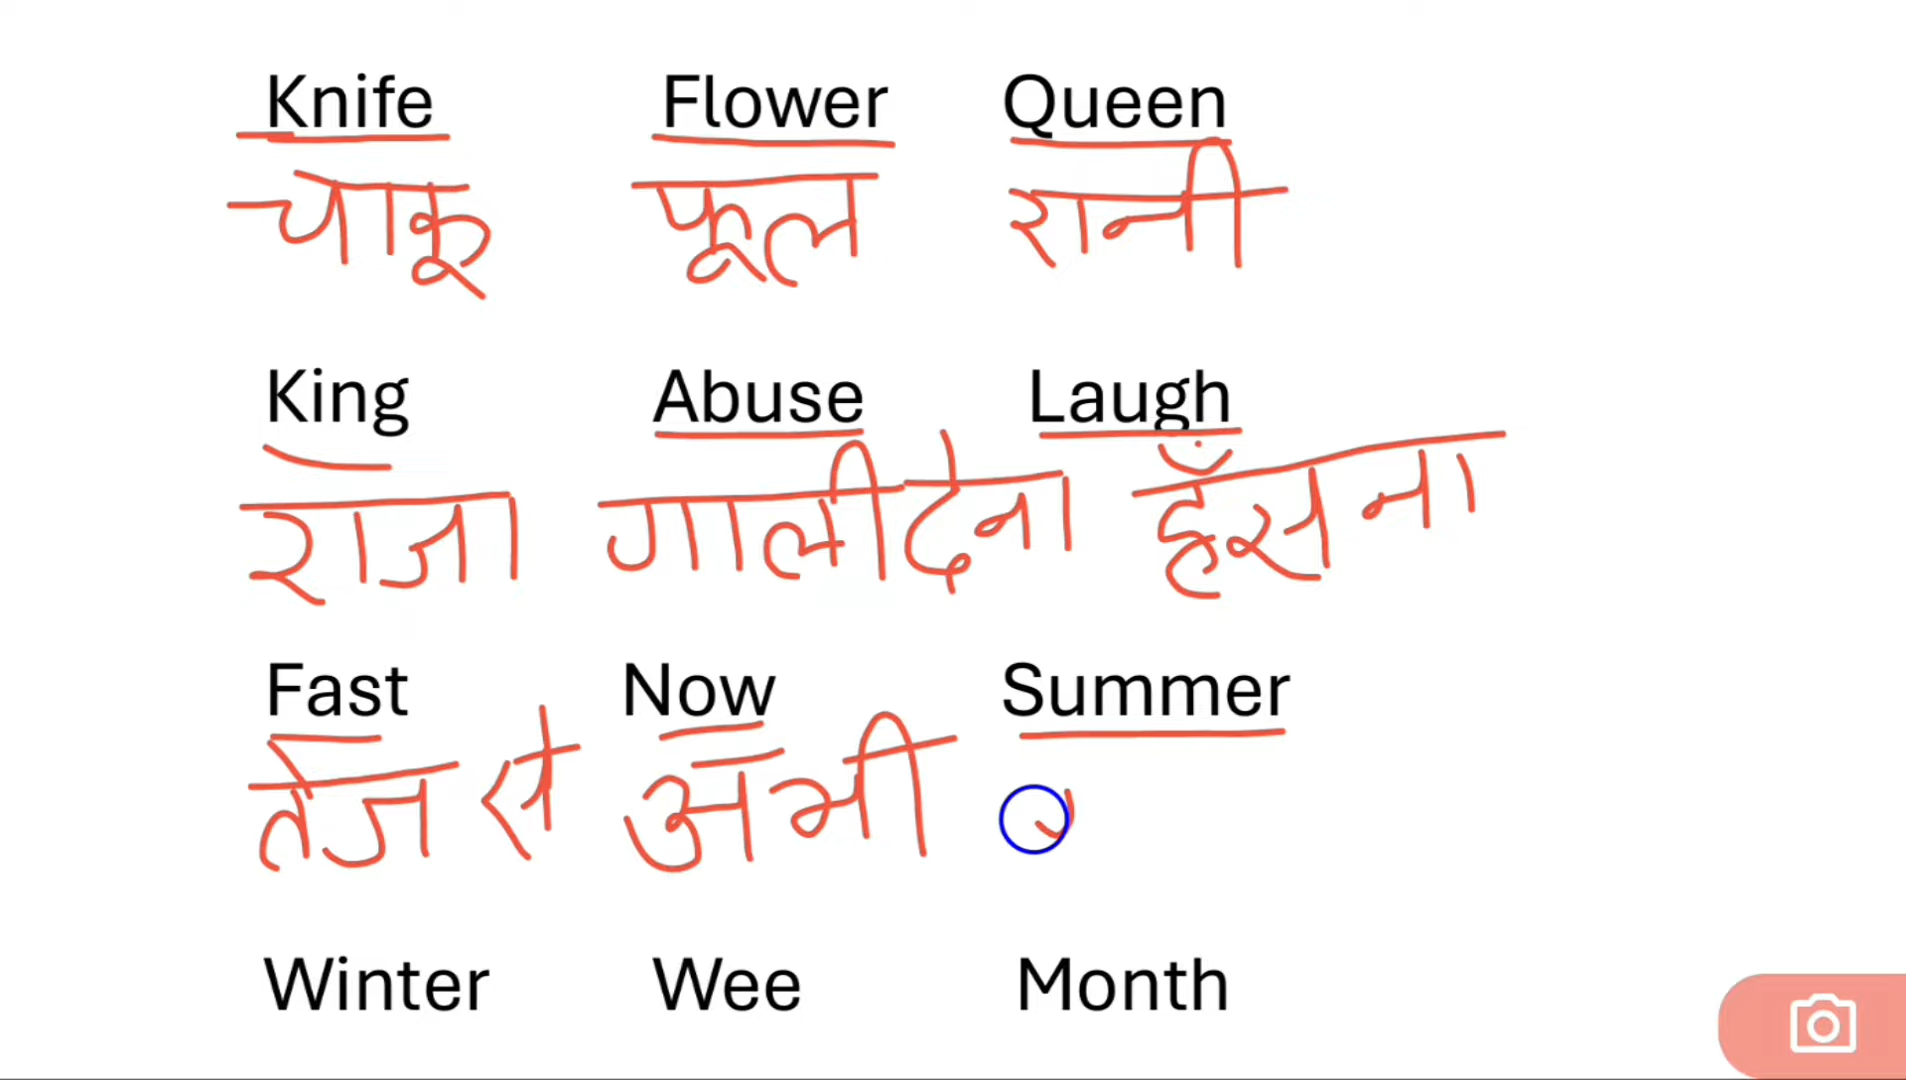 Knife Flower Queen
चाकू फूल रानी
King Abuse Laugh
राजा गाली देना हँसना
Fast Now Summer
तेज से अभी
Winter Wee Month